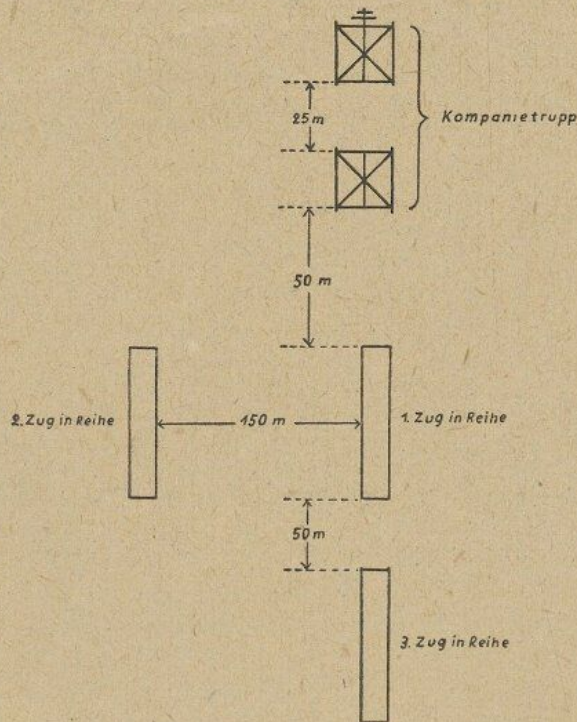 25 m
Kompanietrupp
50 m
2. Zug in Reihe
150 m
1. Zug in Reihe
50 m
3. Zug in Reihe